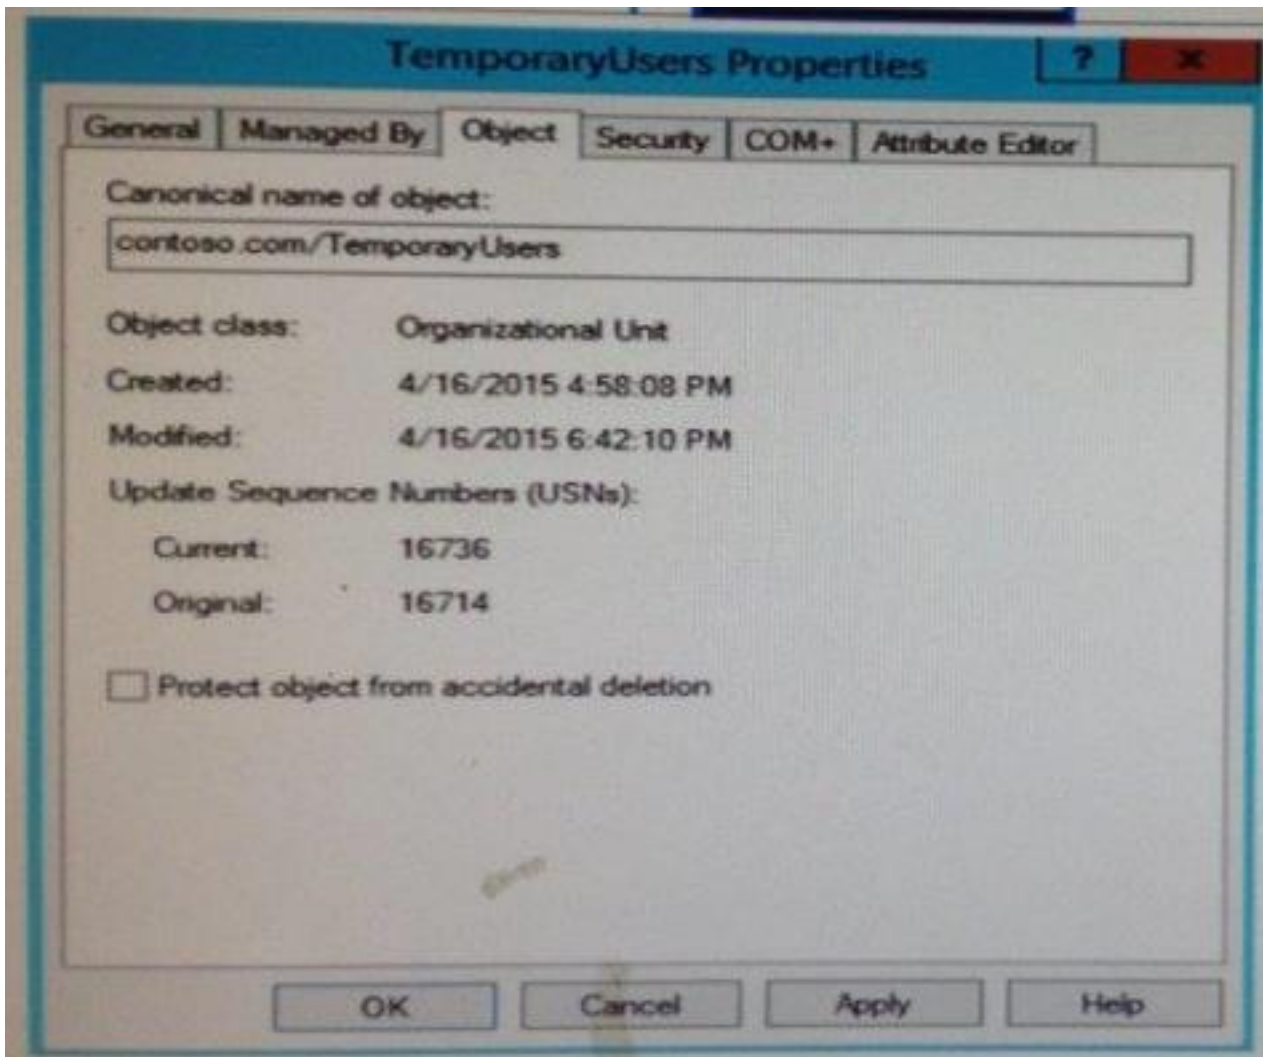 TemporaryUsers Properties
?
x
General Managed By Object Security COM+ Attribute Editor
Canonical name of object:
contoso.com/TemporaryUsers
Object class: Organizational Unit
Created: 4/16/2015 4:58:08 PM
Modified: 4/16/2015 6:42:10 PM
Update Sequence Numbers (USNs):
Current: 16736
Original: 16714
Protect object from accidental deletion
OK Cancel Apply Help